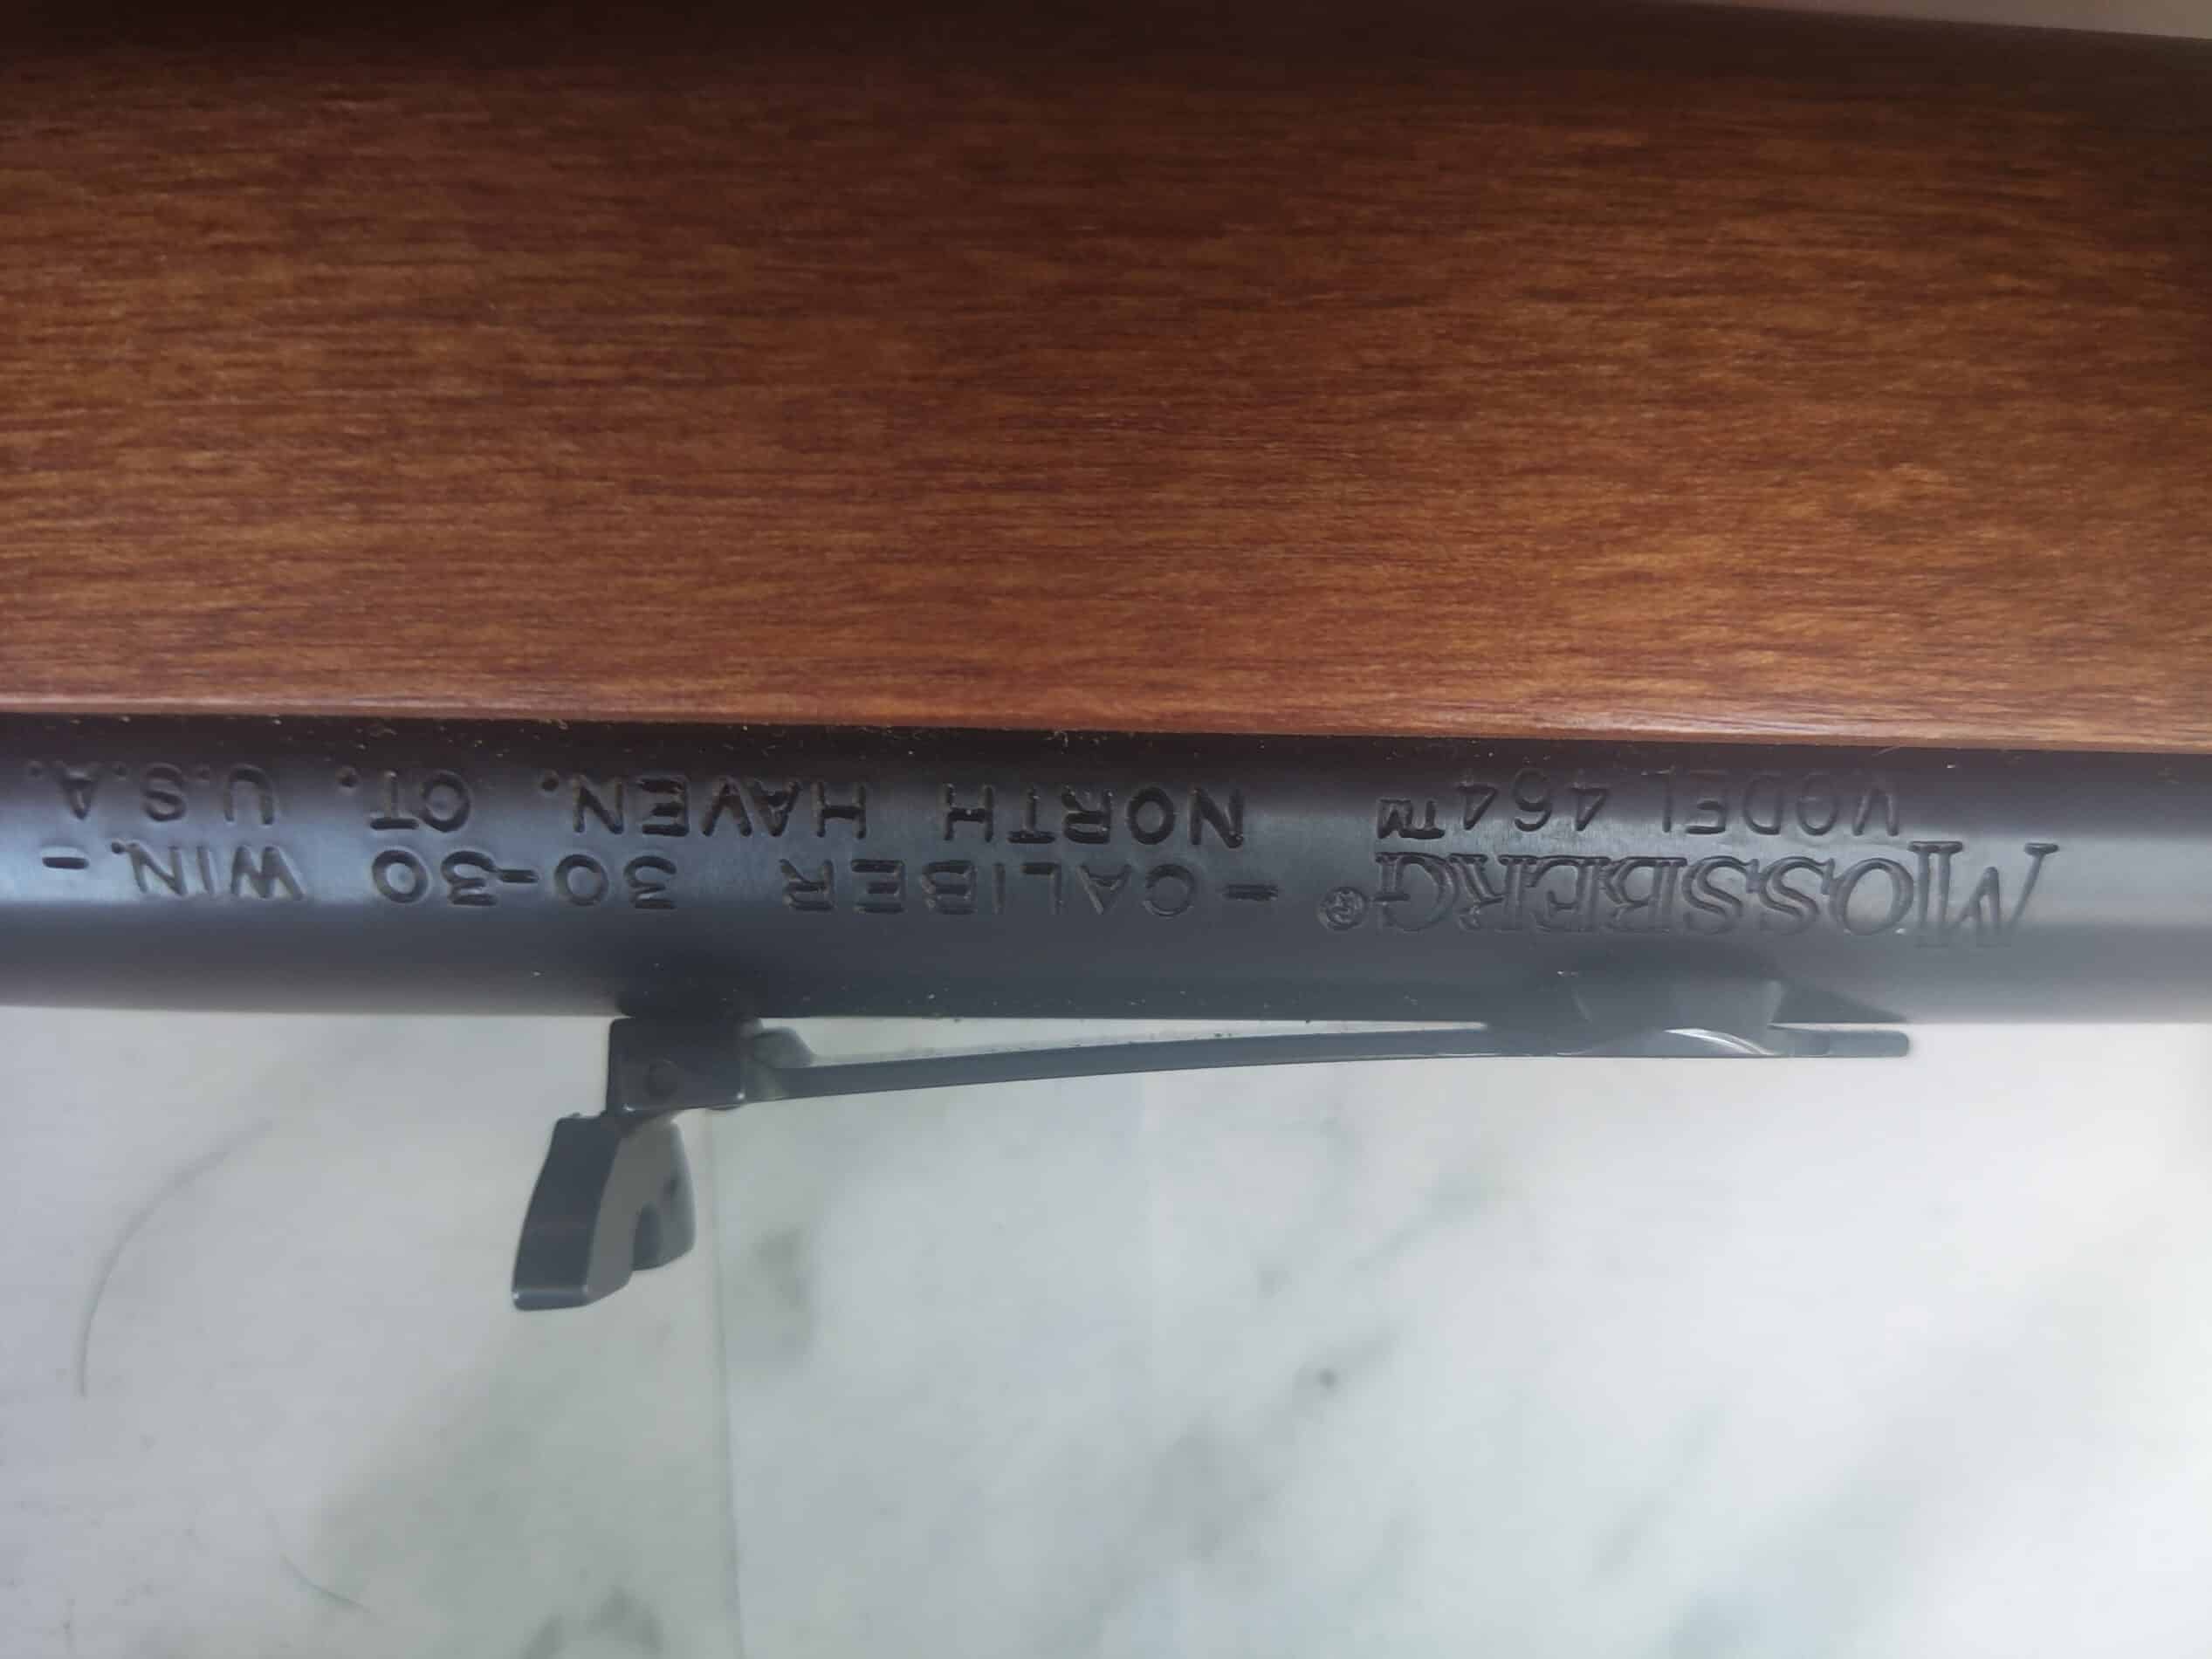 MOSSBERG® - CALIBER 30-30 WIN. -
MODEL 464™ NORTH HAVEN, CT. U.S.A.